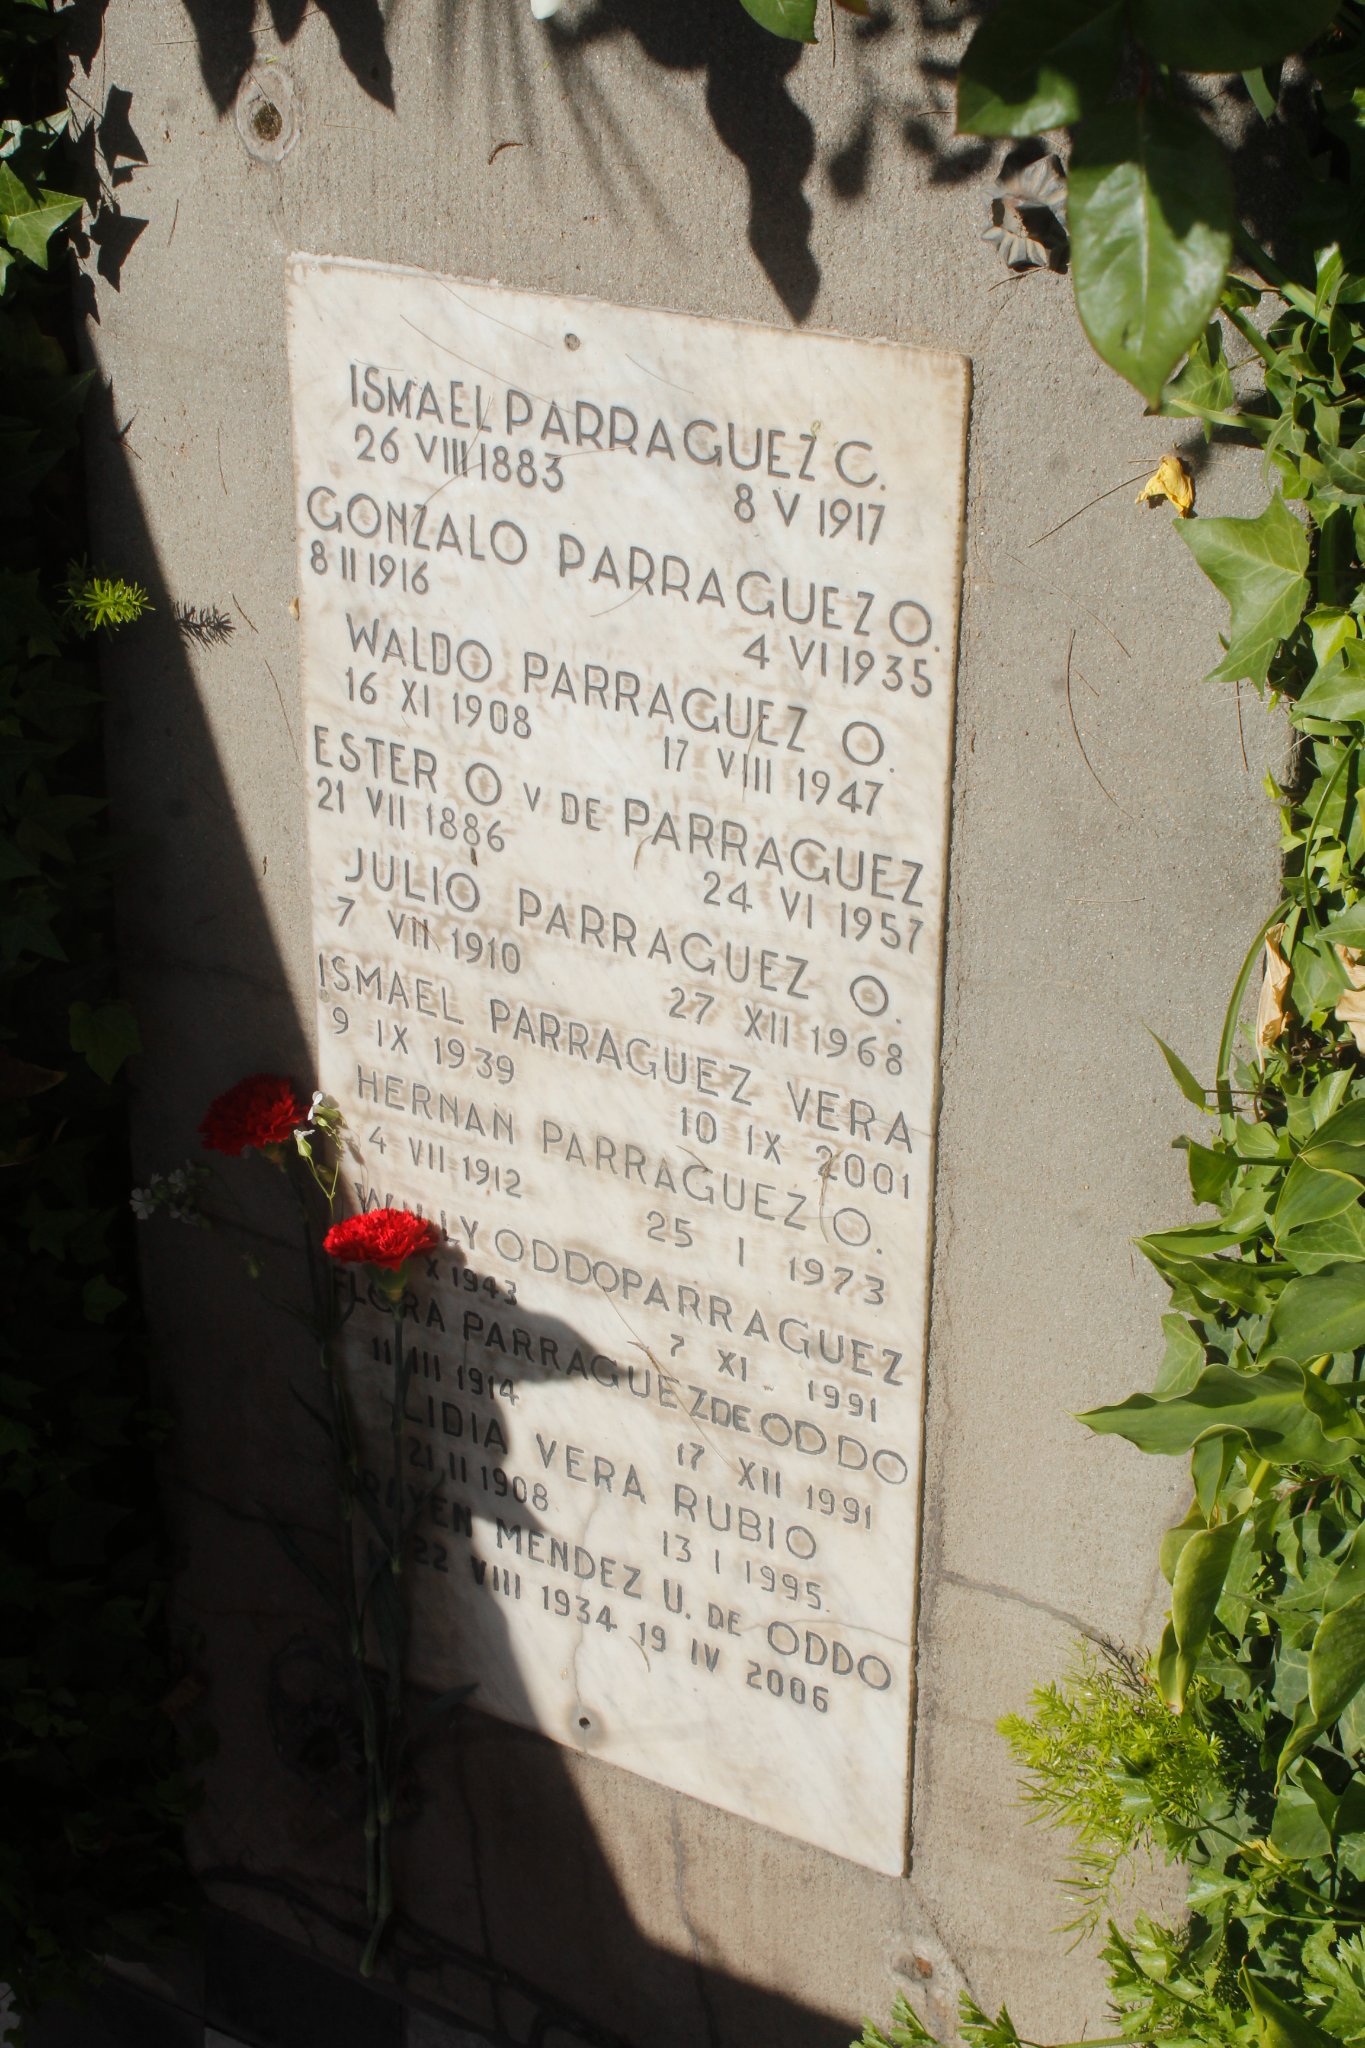 ISMAEL PARRAGUEZ C.
26 VIII 1883 8 V 1917
GONZALO PARRAGUEZ O.
8 II 1916 4 VI 1935
WALDO PARRAGUEZ O.
16 XI 1908 17 VIII 1947
ESTER O V DE PARRAGUEZ
21 VII 1886 24 VI 1957
JULIO PARRAGUEZ O.
7 VII 1910 27 XII 1968
ISMAEL PARRAGUEZ VERA
9 IX 1939 10 IX 2001
HERNAN PARRAGUEZ O.
4 VII 1912 25 I 1973
WILLY ODDO PARRAGUEZ
X 1943 7 XI 1991
FLORA PARRAGUEZ DE ODDO
11 III 1914 17 XII 1991
LIDIA VERA RUBIO
21 II 1908 13 I 1995.
RAYEN MENDEZ U. DE ODDO
22 VIII 1934 19 IV 2006